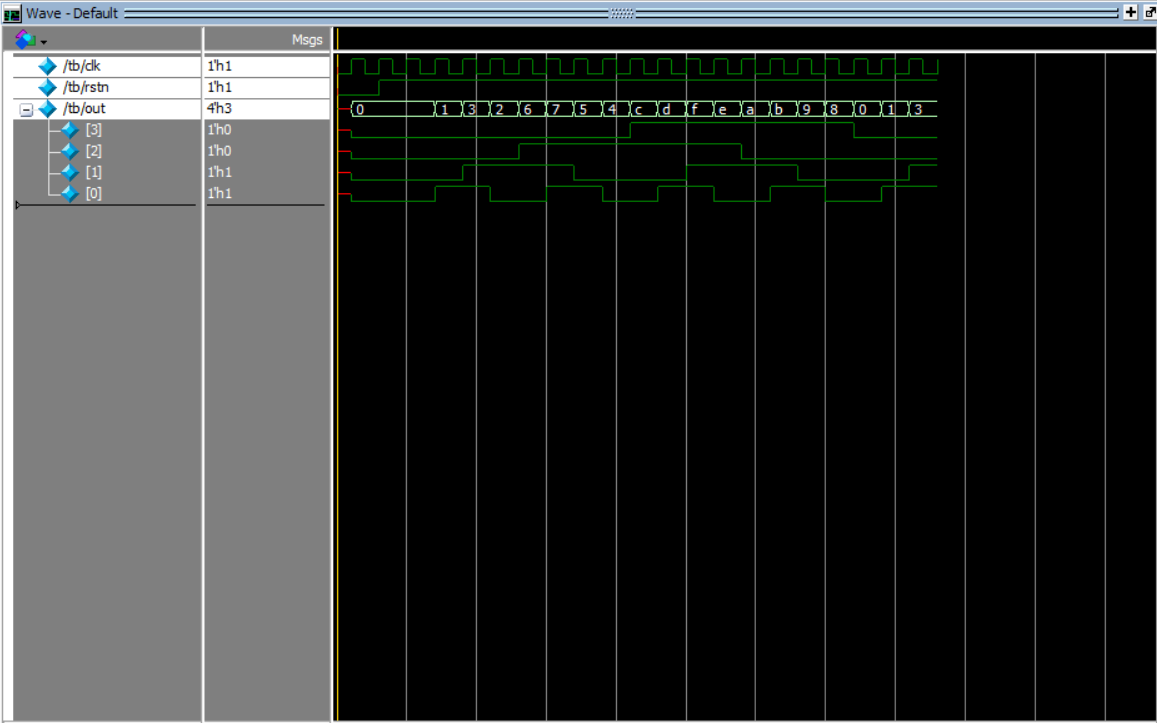 Wave - Default
Msgs
/tb/clk 1'h1
/tb/rstn 1'h1
/tb/out 4'h3 0 1 3 2 6 7 5 4 c d f e a b 9 8 0 1 3
[3] 1'h0
[2] 1'h0
[1] 1'h1
[0] 1'h1